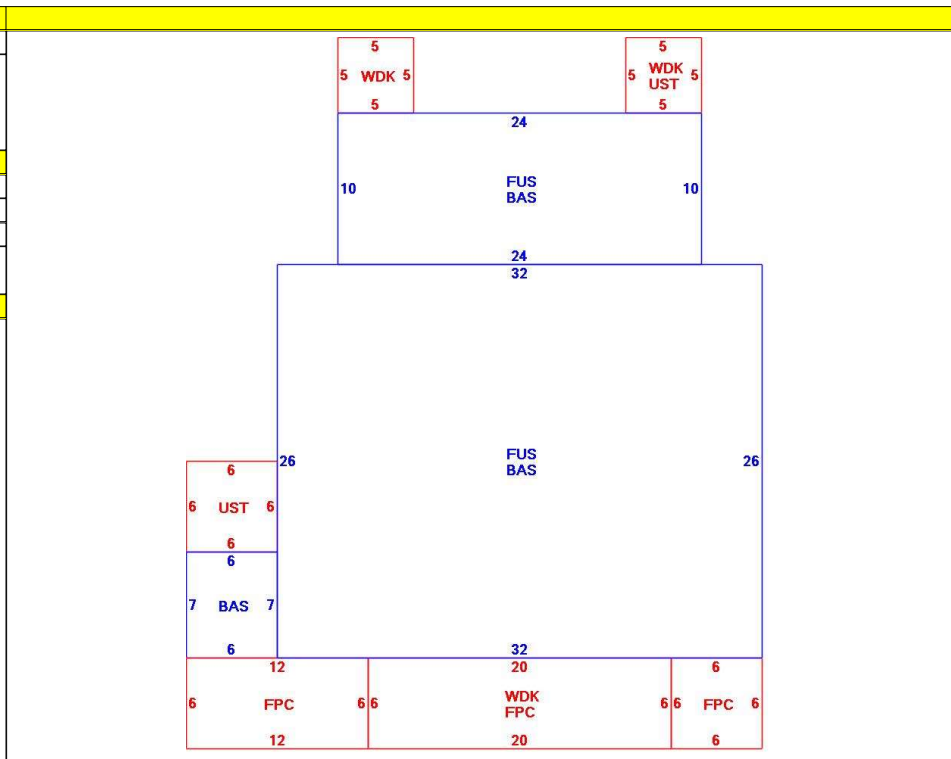 5 5
5 WDK 5 5 WDK 5
UST
5 5
24
10 FUS 10
BAS
24
32
26 FUS 26
BAS
6
6 UST 6
6
6
7 BAS 7
6 32
12 20 6
6 FPC 6 6 WDK 6 6 FPC 6
FPC
12 20 6